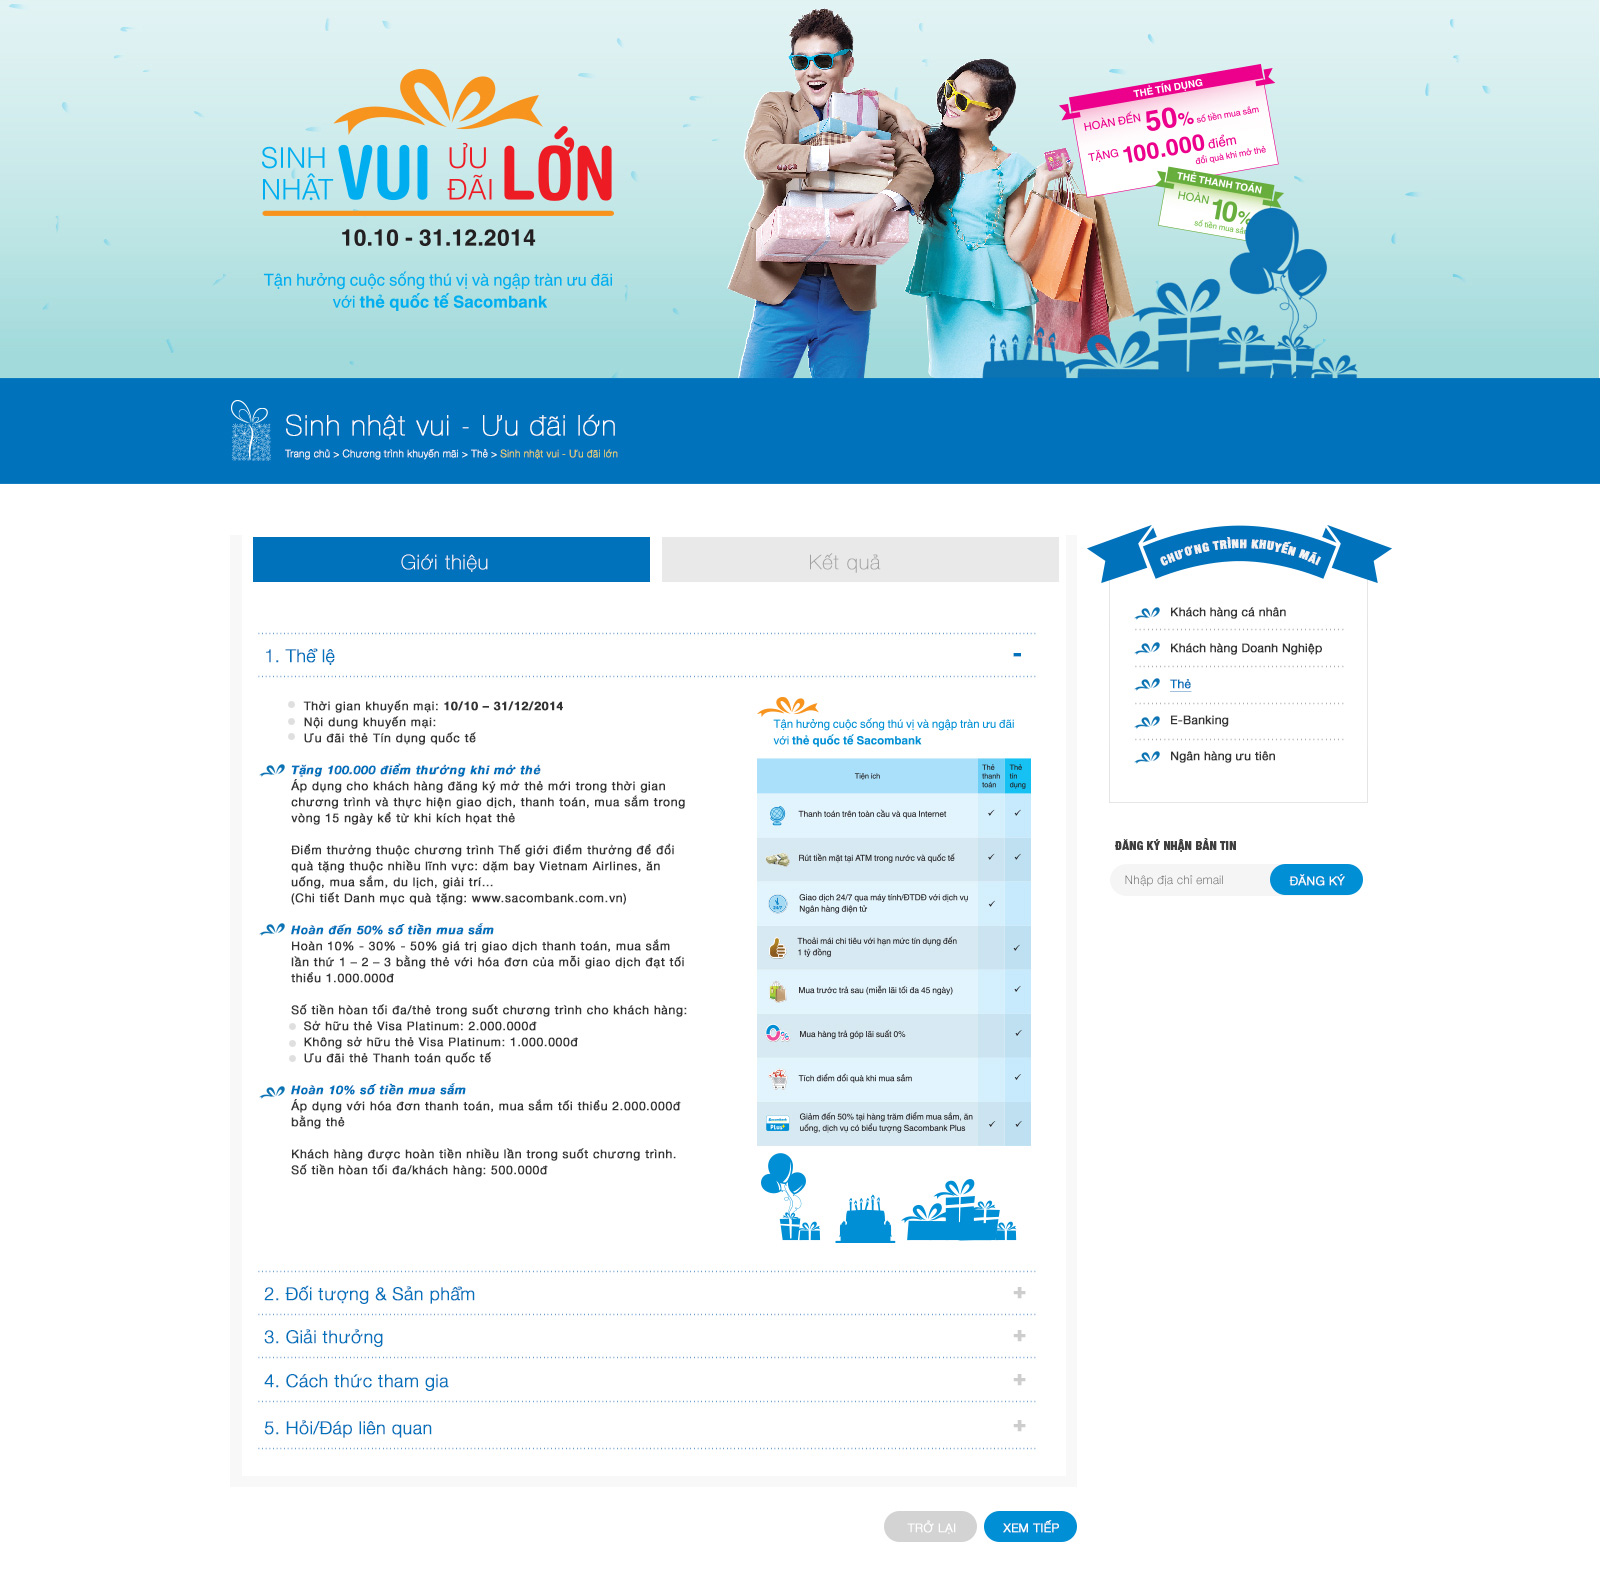 SINH NHẬT VUI ƯU ĐÃI LỚN
10.10 - 31.12.2014
Tận hưởng cuộc sống thú vị và ngập tràn ưu đãi
với thẻ quốc tế Sacombank
THẺ TÍN DỤNG
HOÀN ĐẾN 50% số tiền mua sắm
TẶNG 100.000 điểm
đổi quà khi mở thẻ
THẺ THANH TOÁN
HOÀN 10%
số tiền mua
Sinh nhật vui - Ưu đãi lớn
Trang chủ > Chương trình khuyến mãi > Thẻ > Sinh nhật vui - Ưu đãi lớn
Giới thiệu
Kết quả
1. Thể lệ
-
Thời gian khuyến mại: 10/10 – 31/12/2014
Nội dung khuyến mại:
Ưu đãi thẻ Tín dụng quốc tế
Tặng 100.000 điểm thưởng khi mở thẻ
Áp dụng cho khách hàng đăng ký mở thẻ mới trong thời gian
chương trình và thực hiện giao dịch, thanh toán, mua sắm trong
vòng 15 ngày kể từ khi kích hoạt thẻ
Điểm thưởng thuộc chương trình Thế giới điểm thưởng để đổi
quà tặng thuộc nhiều lĩnh vực: dặm bay Vietnam Airlines, ăn
uống, mua sắm, du lịch, giải trí...
(Chi tiết Danh mục quà tặng: www.sacombank.com.vn)
Hoàn đến 50% số tiền mua sắm
Hoàn 10% - 30% - 50% giá trị giao dịch thanh toán, mua sắm
lần thứ 1 – 2 – 3 bằng thẻ với hóa đơn của mỗi giao dịch đạt tối
thiểu 1.000.000đ
Số tiền hòan tối đa/thẻ trong suốt chương trình cho khách hàng:
Sở hữu thẻ Visa Platinum: 2.000.000đ
Không sở hữu thẻ Visa Platinum: 1.000.000đ
Ưu đãi thẻ Thanh toán quốc tế
Hoàn 10% số tiền mua sắm
Áp dụng với hóa đơn thanh toán, mua sắm tối thiểu 2.000.000đ
bằng thẻ
Khách hàng được hoàn tiền nhiều lần trong suốt chương trình.
Số tiền hòan tối đa/khách hàng: 500.000đ
Tận hưởng cuộc sống thú vị và ngập tràn ưu đãi
với thẻ quốc tế Sacombank
Tiện ích
Thẻ thanh toán
Thẻ tín dụng
Thanh toán trên toàn cầu và qua Internet ✓ ✓
Rút tiền mặt tại ATM trong nước và quốc tế ✓ ✓
24/7
Giao dịch 24/7 qua máy tính/ĐTDĐ với dịch vụ
Ngân hàng điện tử ✓
Thoải mái chi tiêu với hạn mức tín dụng đến
1 tỷ đồng ✓
Mua trước trả sau (miễn lãi tối đa 45 ngày) ✓
0%
Mua hàng trả góp lãi suất 0% ✓
Tích điểm đổi quà khi mua sắm ✓
Sacombank PLUS+
Giảm đến 50% tại hàng trăm điểm mua sắm, ăn
uống, dịch vụ có biểu tượng Sacombank Plus ✓ ✓
2. Đối tượng & Sản phẩm
+
3. Giải thưởng
+
4. Cách thức tham gia
+
5. Hỏi/Đáp liên quan
+
TRỞ LẠI
XEM TIẾP
CHƯƠNG TRÌNH KHUYẾN MÃI
Khách hàng cá nhân
Khách hàng Doanh Nghiệp
Thẻ
E-Banking
Ngân hàng ưu tiên
ĐĂNG KÝ NHẬN BẢN TIN
Nhập địa chỉ email
ĐĂNG KÝ